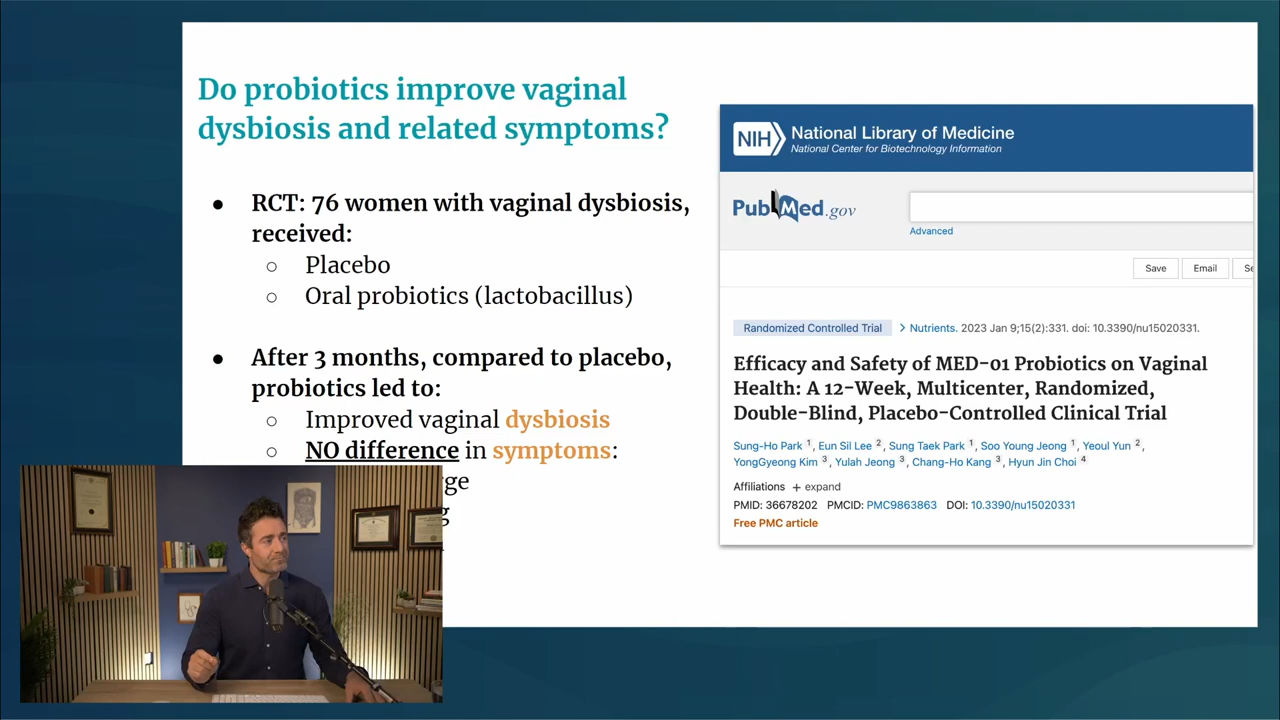 Do probiotics improve vaginal
dysbiosis and related symptoms?
● RCT: 76 women with vaginal dysbiosis,
received:
○ Placebo
○ Oral probiotics (lactobacillus)
● After 3 months, compared to placebo,
probiotics led to:
○ Improved vaginal dysbiosis
○ NO difference in symptoms:
NIH National Library of Medicine
National Center for Biotechnology Information
PubMed.gov
Advanced
Save Email
Randomized Controlled Trial > Nutrients. 2023 Jan 9;15(2):331. doi: 10.3390/nu15020331.
Efficacy and Safety of MED-01 Probiotics on Vaginal
Health: A 12-Week, Multicenter, Randomized,
Double-Blind, Placebo-Controlled Clinical Trial
Sung-Ho Park 1, Eun Sil Lee 2, Sung Taek Park 1, Soo Young Jeong 1, Yeoul Yun 2,
YongGyeong Kim 3, Yulah Jeong 3, Chang-Ho Kang 3, Hyun Jin Choi 4
Affiliations + expand
PMID: 36678202 PMCID: PMC9863863 DOI: 10.3390/nu15020331
Free PMC article